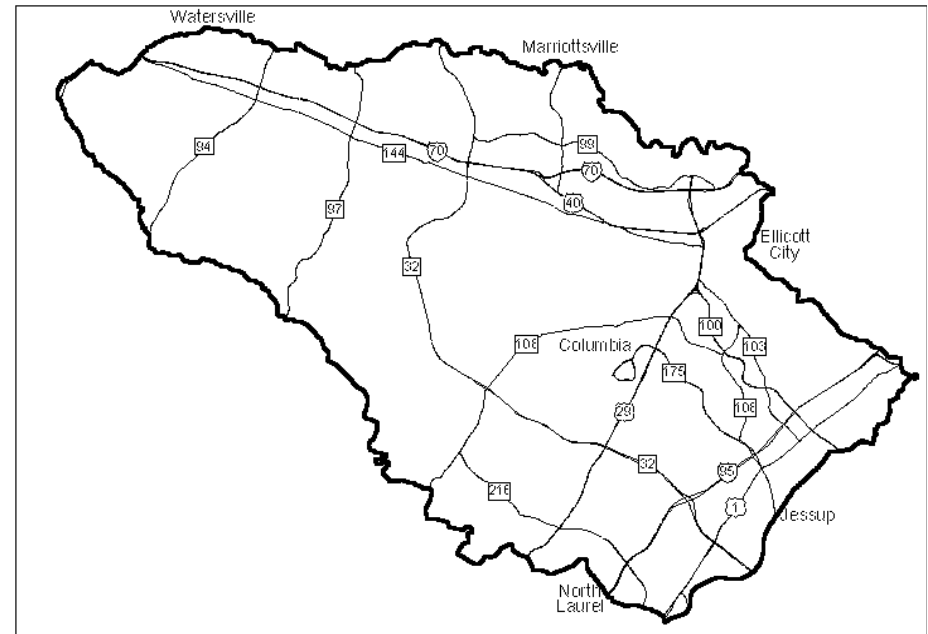 Watersville
Marriottsville
94
144
70
99
70
97
40
Ellicott
City
32
108
Columbia
100
103
175
29
108
32
95
216
1
Jessup
North
Laurel